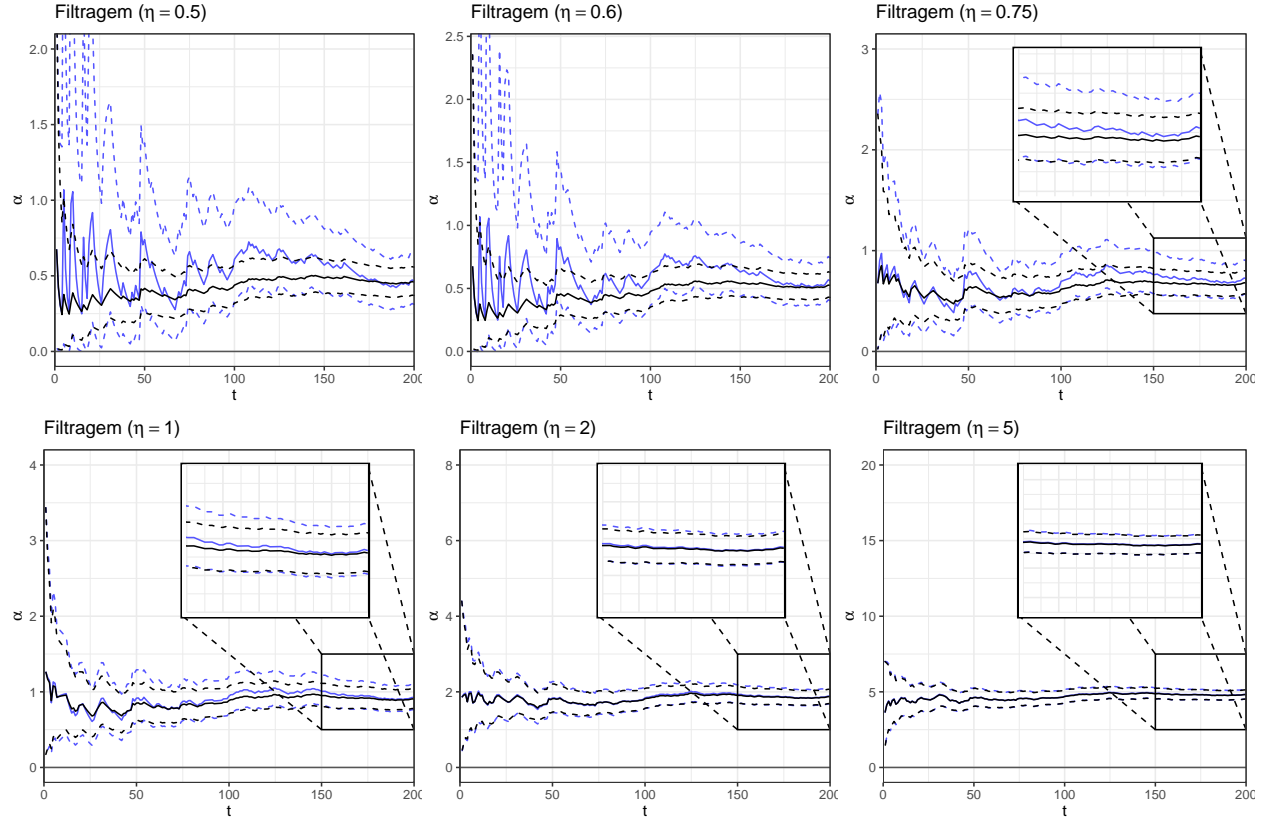 Filtragem (η = 0.5)
Filtragem (η = 0.6)
Filtragem (η = 0.75)
α
2.0
1.5
1.0
0.5
0.0
0 50 100 150 200
t
α
2.5
2.0
1.5
1.0
0.5
0.0
0 50 100 150 200
t
α
3
2
1
0
0 50 100 150 200
t
Filtragem (η = 1)
Filtragem (η = 2)
Filtragem (η = 5)
α
4
3
2
1
0
0 50 100 150 200
t
α
8
6
4
2
0
0 50 100 150 200
t
α
20
15
10
5
0
0 50 100 150 200
t